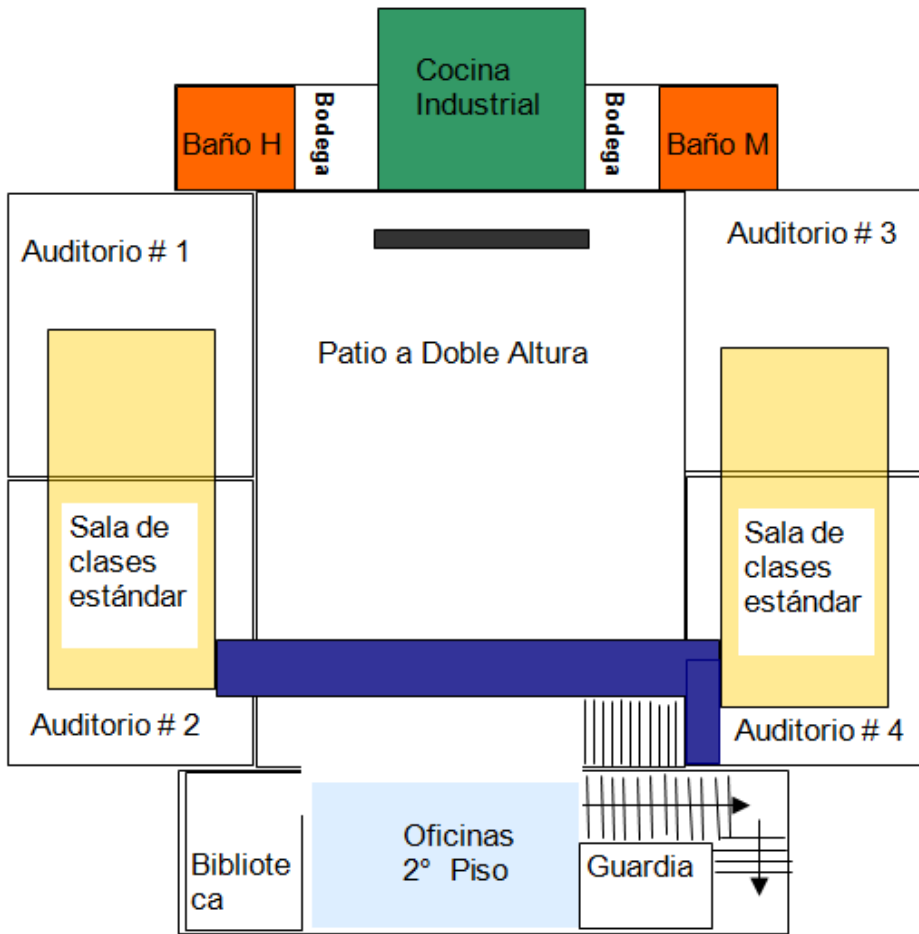 Cocina
Industrial
Baño H
Bodega
Bodega
Baño M
Auditorio # 1
Auditorio # 3
Patio a Doble Altura
Sala de
clases
estándar
Sala de
clases
estándar
Auditorio # 2
Auditorio # 4
Bibliote
ca
Oficinas
2° Piso
Guardia